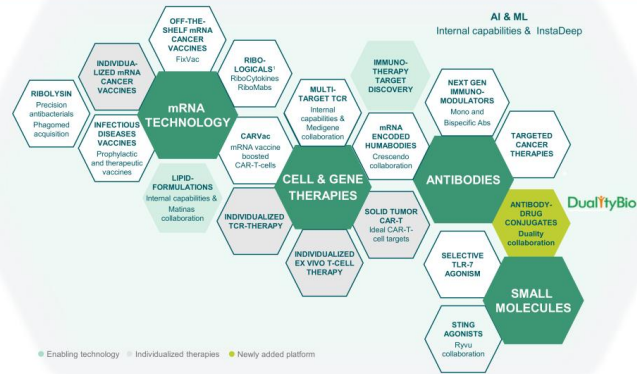 AI & ML
Internal capabilities & InstaDeep
OFF-THE-
SHELF mRNA
CANCER
VACCINES
FixVac
INDIVIDUA-
LIZED mRNA
CANCER
VACCINES
RIBO-
LOGICALS¹
RiboCytokines
RiboMabs
RIBOLYSIN
Precision
antibacterials
Phagomed
acquisition
mRNA
TECHNOLOGY
INFECTIOUS
DISEASES
VACCINES
Prophylactic
and therapeutic
vaccines
CARVac
mRNA vaccine
boosted
CAR-T-cells
LIPID-
FORMULATIONS
Internal capabilities &
Matinas
collaboration
INDIVIDUALIZED
TCR-THERAPY
MULTI-
TARGET TCR
Internal
capabilities &
Medigene
collaboration
CELL & GENE
THERAPIES
INDIVIDUALIZED
EX VIVO T-CELL
THERAPY
IMMUNO-
THERAPY
TARGET
DISCOVERY
mRNA
ENCODED
HUMABODIES
Crescendo
collaboration
SOLID TUMOR
CAR-T
Ideal CAR-T-
cell targets
NEXT GEN
IMMUNO-
MODULATORS
Mono and
Bispecific Abs
ANTIBODIES
TARGETED
CANCER
THERAPIES
ANTIBODY-
DRUG
CONJUGATES
Duality
collaboration
DualityBio
SELECTIVE
TLR-7
AGONISM
SMALL
MOLECULES
STING
AGONISTS
Ryvu
collaboration
Enabling technology
Individualized therapies
Newly added platform